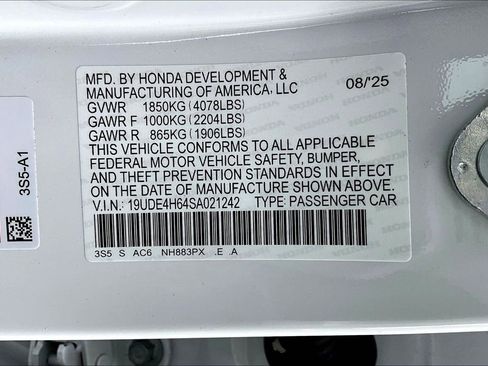 MFD. BY HONDA DEVELOPMENT &
MANUFACTURING OF AMERICA, LLC 08/25
GVWR 1850KG (4078LBS)
GAWR F 1000KG (2204LBS)
GAWR R 865KG (1906LBS)
THIS VEHICLE CONFORMS TO ALL APPLICABLE
FEDERAL MOTOR VEHICLE SAFETY, BUMPER,
AND THEFT PREVENTION STANDARDS IN EFFECT
ON THE DATE OF MANUFACTURE SHOWN ABOVE.
V.I.N.: 19UDE4H64SA021242 TYPE: PASSENGER CAR
3S5 S AC6 NH883PX .E .A
3S5-A1